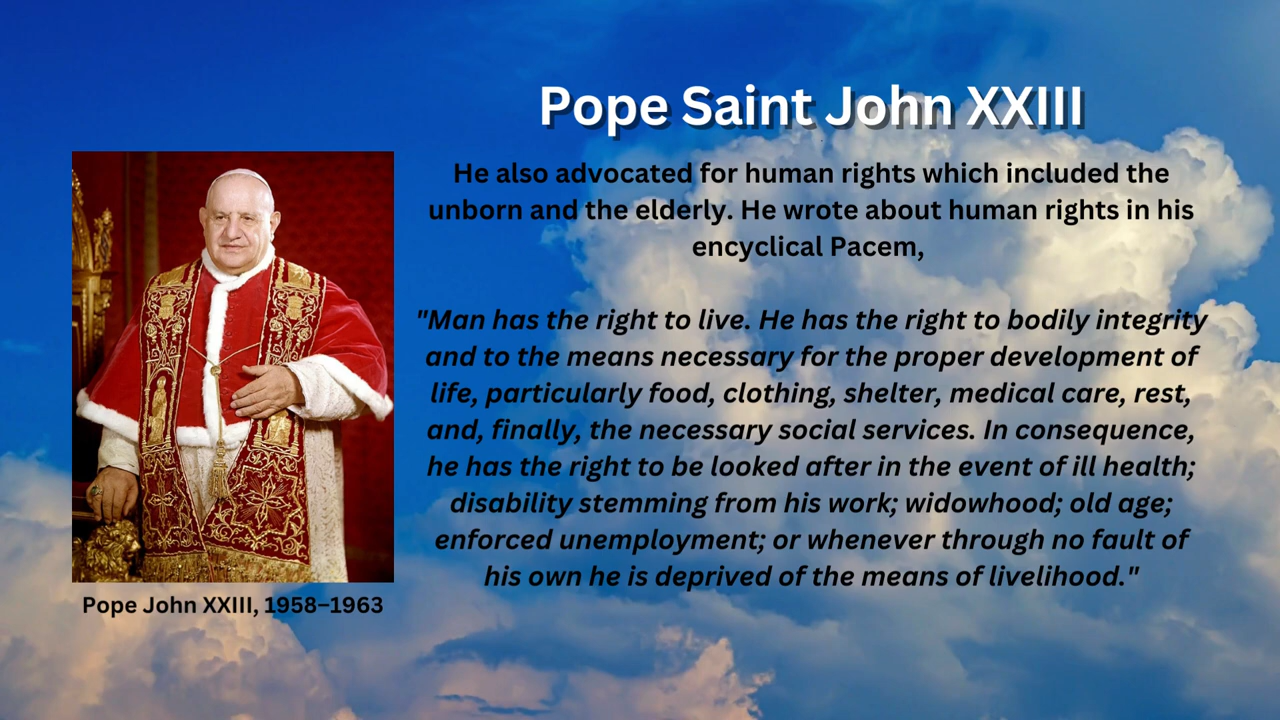 Pope Saint John XXIII
He also advocated for human rights which included the
unborn and the elderly. He wrote about human rights in his
encyclical Pacem,
"Man has the right to live. He has the right to bodily integrity
and to the means necessary for the proper development of
life, particularly food, clothing, shelter, medical care, rest,
and, finally, the necessary social services. In consequence,
he has the right to be looked after in the event of ill health;
disability stemming from his work; widowhood; old age;
enforced unemployment; or whenever through no fault of
his own he is deprived of the means of livelihood."
Pope John XXIII, 1958–1963